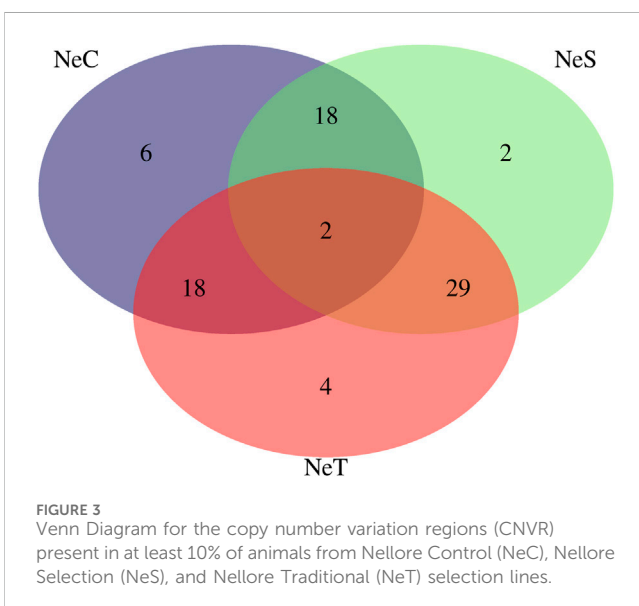 NeC
NeS
18
6
2
2
18
29
4
NeT
FIGURE 3
Venn Diagram for the copy number variation regions (CNVR)
present in at least 10% of animals from Nellore Control (NeC), Nellore
Selection (NeS), and Nellore Traditional (NeT) selection lines.